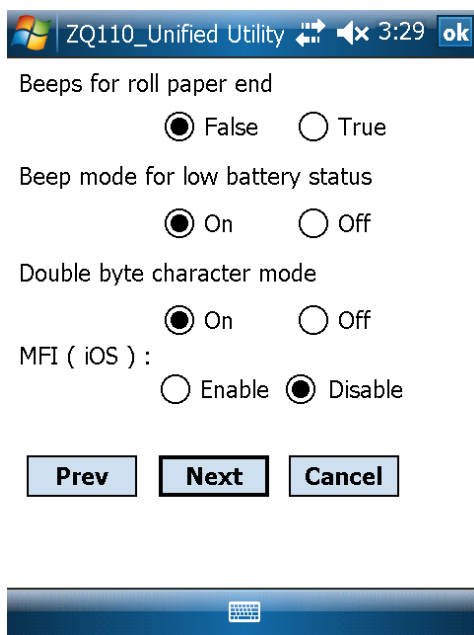 ZQ110_Unified Utility 3:29 ok
Beeps for roll paper end
False True
Beep mode for low battery status
On Off
Double byte character mode
On Off
MFI ( iOS ) :
Enable Disable
Prev Next Cancel